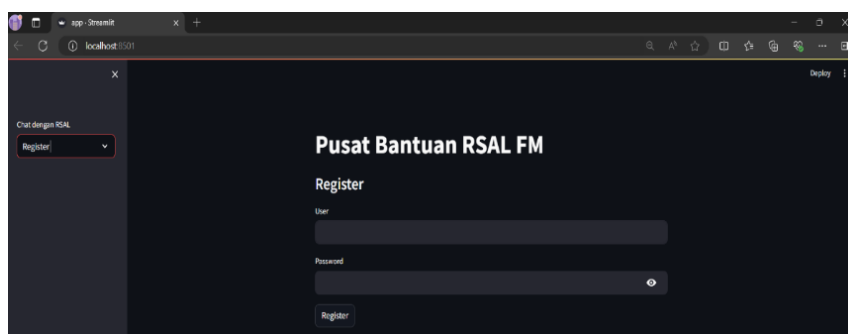 app · Streamlit
localhost:8501
Deploy
Chat dengan RSAL
Register
Pusat Bantuan RSAL FM
Register
User
Password
Register